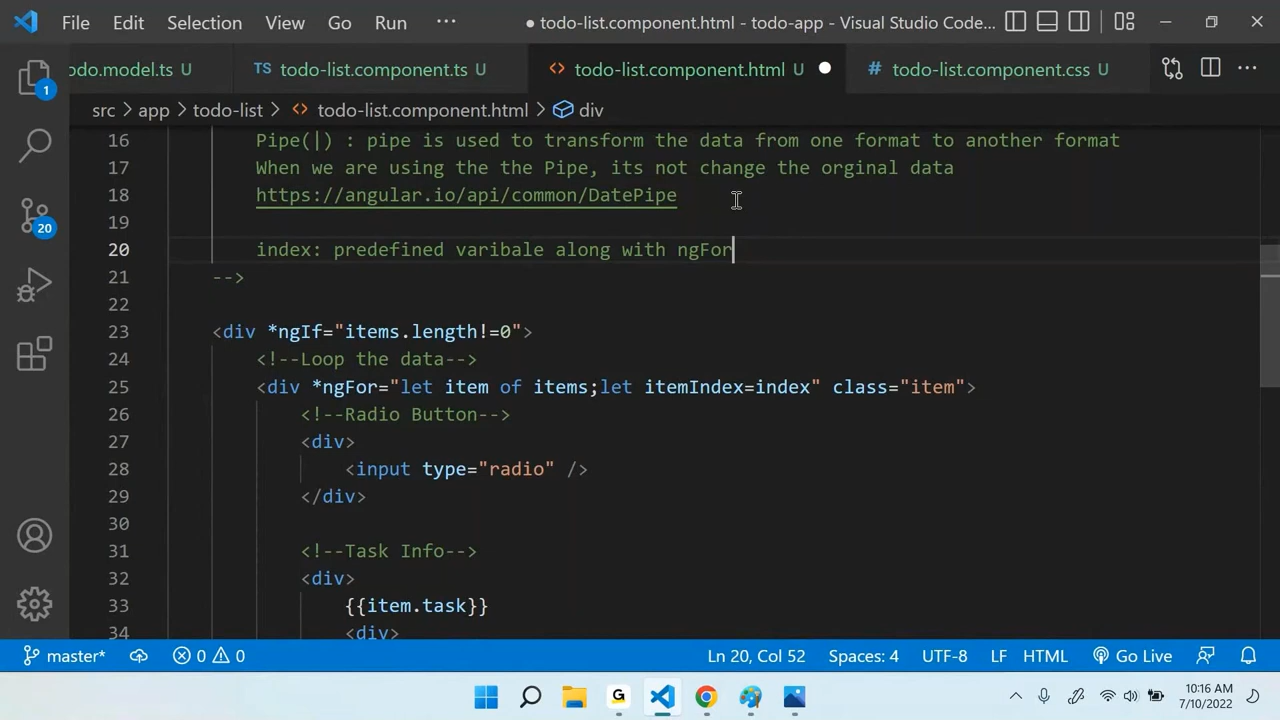 File Edit Selection View Go Run ··· ● todo-list.component.html - todo-app - Visual Studio Code...
odo.model.ts U TS todo-list.component.ts U <> todo-list.component.html U # todo-list.component.css U ···
src > app > todo-list > <> todo-list.component.html > div
16 Pipe(|) : pipe is used to transform the data from one format to another format
17 When we are using the the Pipe, its not change the orginal data
18 https://angular.io/api/common/DatePipe
19
20 index: predefined varibale along with ngFor
21 -->
22
23 <div *ngIf="items.length!=0">
24 <!--Loop the data-->
25 <div *ngFor="let item of items;let itemIndex=index" class="item">
26 <!--Radio Button-->
27 <div>
28 <input type="radio" />
29 </div>
30
31 <!--Task Info-->
32 <div>
33 {{item.task}}
34 <div>
1
20
master* 0 0 Ln 20, Col 52 Spaces: 4 UTF-8 LF HTML Go Live
G
10:16 AM
7/10/2022